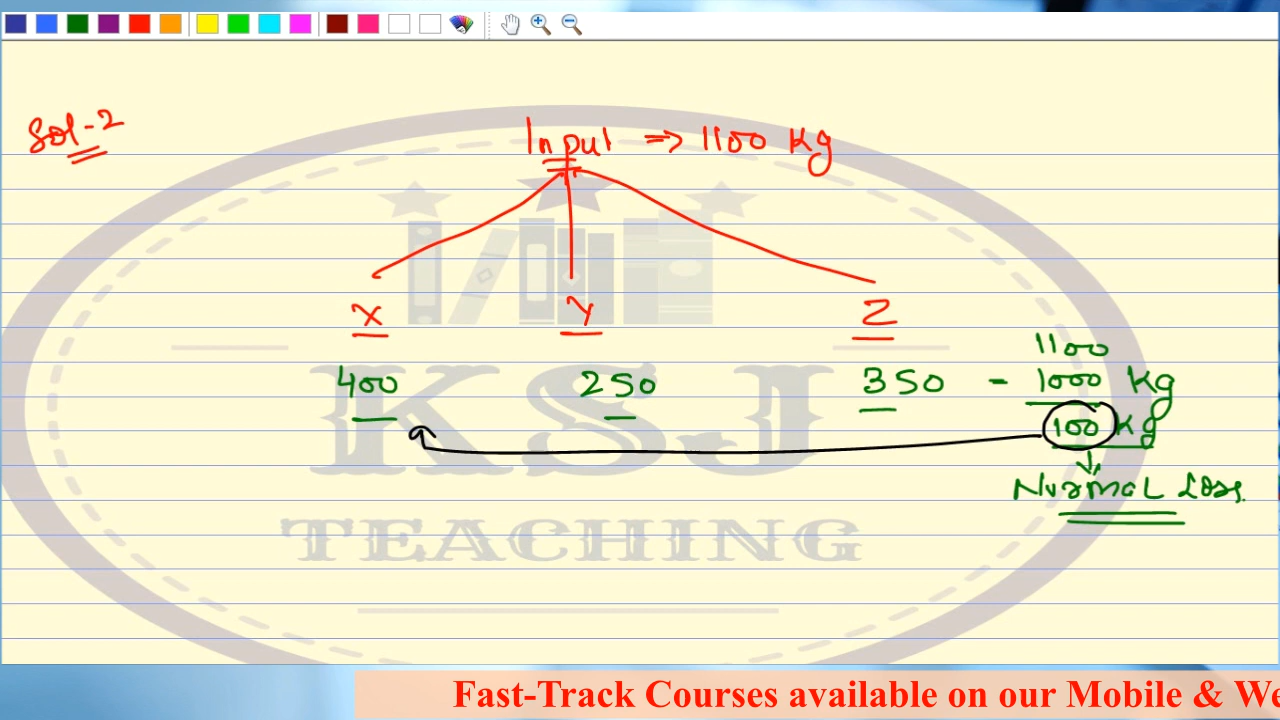 Sol-2
Input => 1100 Kg
X Y Z
1100
400 250 350 - 1000 Kg
100 Kg
Normal Loss.
KSJ
TEACHING
Fast-Track Courses available on our Mobile & We